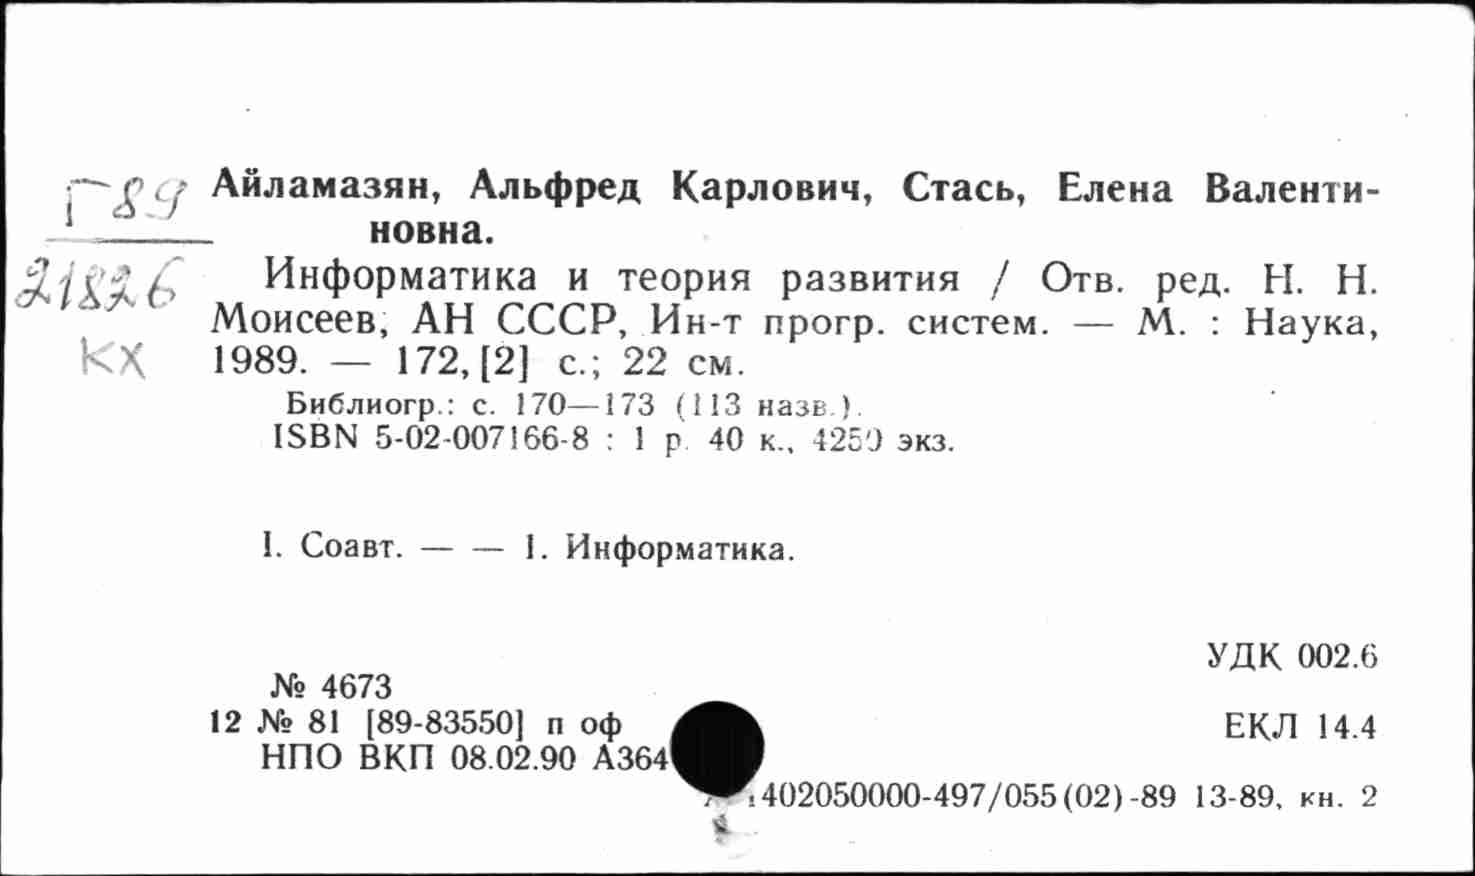 Г89
21826
КХ
Айламазян, Альфред Карлович, Стась, Елена Валенти-
новна.
Информатика и теория развития / Отв. ред. Н. Н.
Моисеев; АН СССР, Ин-т прогр. систем. — М. : Наука,
1989. — 172, [2] с.; 22 см.
Библиогр.: с. 170—173 (113 назв.).
ISBN 5-02-007166-8 : 1 р. 40 к., 4250 экз.
I. Соавт. — — 1. Информатика.
УДК 002.6
№ 4673
12 № 81 [89-83550] п оф
ЕКЛ 14.4
НПО ВКП 08.02.90 А364
1402050000-497/055(02)-89 13-89, кн. 2